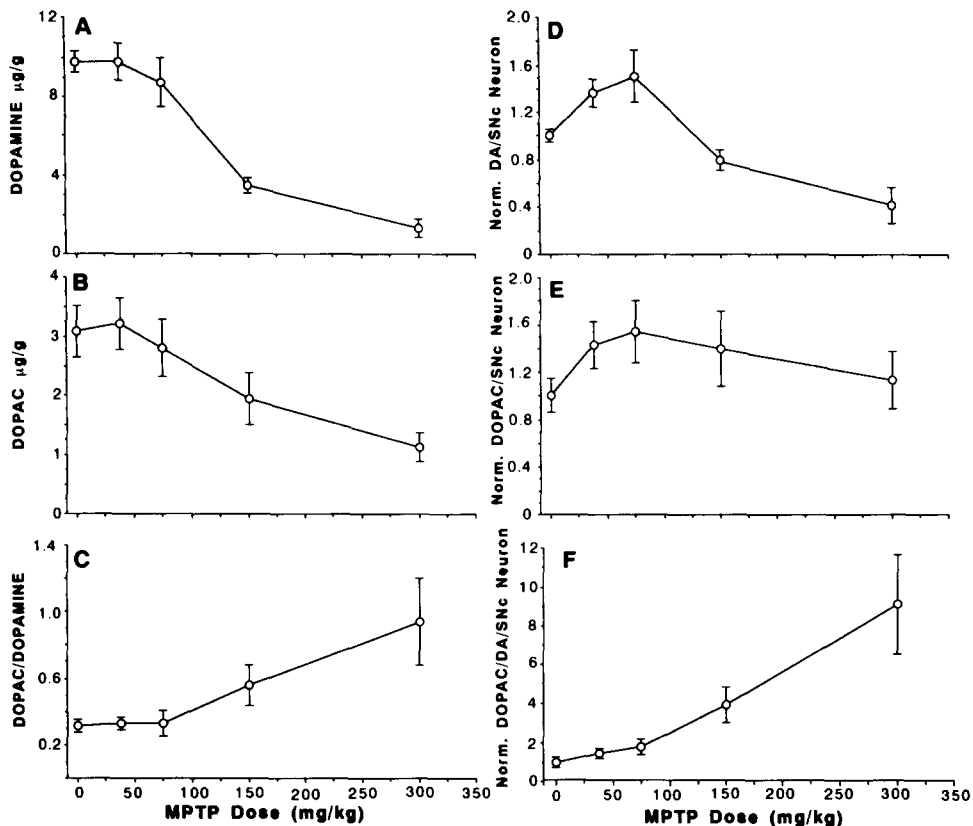 A
DOPAMINE µg/g
12
8
4
0
B
DOPAC µg/g
4
3
2
1
0
C
DOPAC/DOPAMINE
1.4
1.0
0.6
0.2
0 50 100 150 200 250 300 350
MPTP Dose (mg/kg)
D
Norm. DA/SNc Neuron
2.0
1.6
1.2
0.8
0.4
0
E
Norm. DOPAC/SNc Neuron
2.0
1.6
1.2
0.8
0.4
0
F
Norm. DOPAC/DA/SNc Neuron
12
10
8
6
4
2
0
0 50 100 150 200 250 300 350
MPTP Dose (mg/kg)